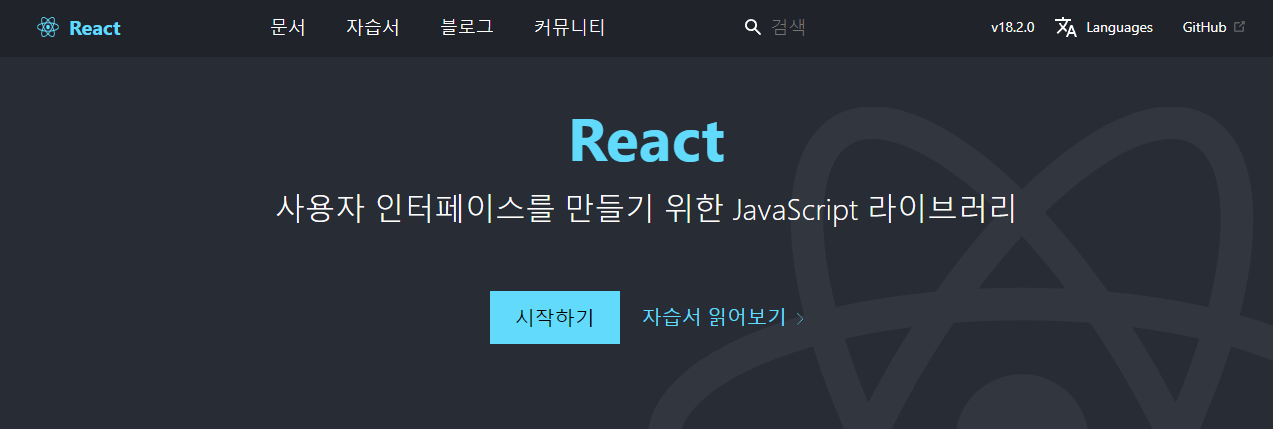 React 문서 자습서 블로그 커뮤니티 검색 v18.2.0 Languages GitHub
React
사용자 인터페이스를 만들기 위한 JavaScript 라이브러리
시작하기 자습서 읽어보기